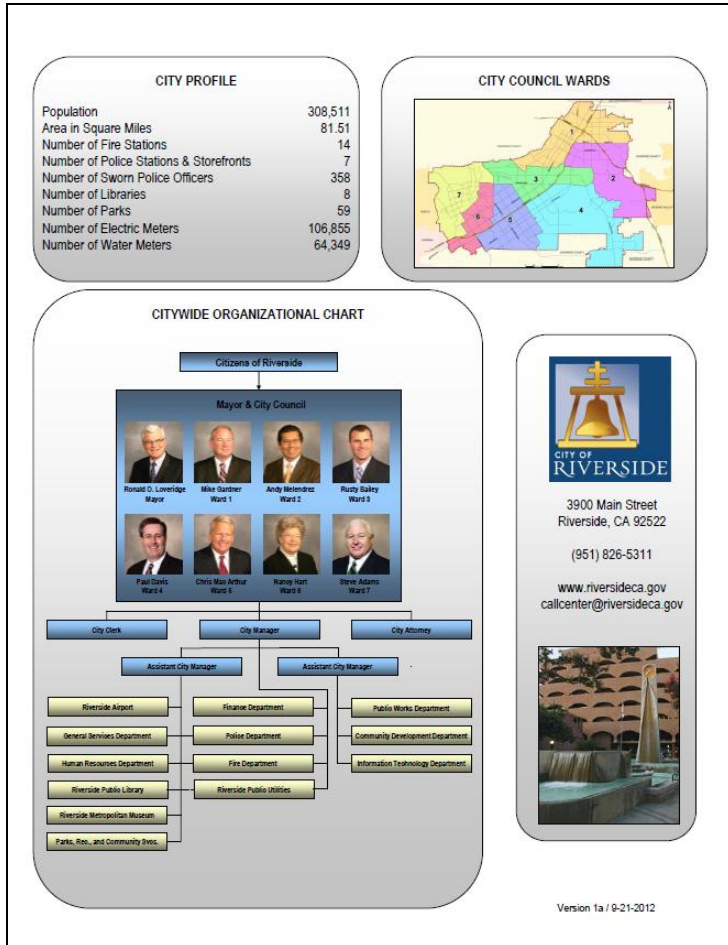 CITY PROFILE
Population 308,511
Area in Square Miles 81.51
Number of Fire Stations 14
Number of Police Stations & Storefronts 7
Number of Sworn Police Officers 358
Number of Libraries 8
Number of Parks 59
Number of Electric Meters 106,855
Number of Water Meters 64,349
CITY COUNCIL WARDS
1
2
3
4
5
6
7
CITYWIDE ORGANIZATIONAL CHART
Citizens of Riverside
Mayor & City Council
Ronald O. Loveridge
Mayor
Mike Gardner
Ward 1
Andy Melendrez
Ward 2
Rusty Bailey
Ward 3
Paul Davis
Ward 4
Chris Mac Arthur
Ward 5
Nancy Hart
Ward 6
Steve Adams
Ward 7
City Clerk
City Manager
City Attorney
Assistant City Manager
Assistant City Manager
Riverside Airport
General Services Department
Human Resources Department
Riverside Public Library
Riverside Metropolitan Museum
Parks, Rec., and Community Svcs.
Finance Department
Police Department
Fire Department
Riverside Public Utilities
Public Works Department
Community Development Department
Information Technology Department
CITY OF
RIVERSIDE
3900 Main Street
Riverside, CA 92522
(951) 826-5311
www.riversideca.gov
callcenter@riversideca.gov
Version 1a / 9-21-2012